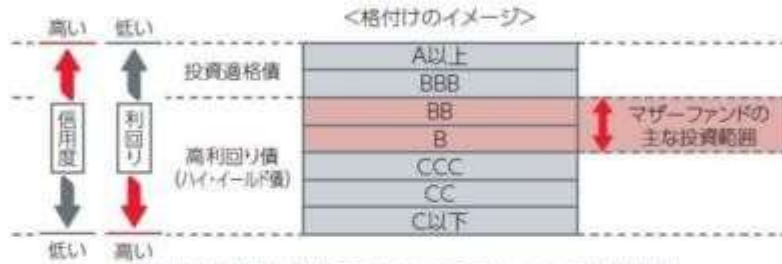 <格付けのイメージ>
高い 低い
投資適格債
A以上
BBB
BB
B
CCC
CC
C以下
信用度
利回り
高利回り債
(ハイ・イールド債)
マザーファンドの
主な投資範囲
低い 高い